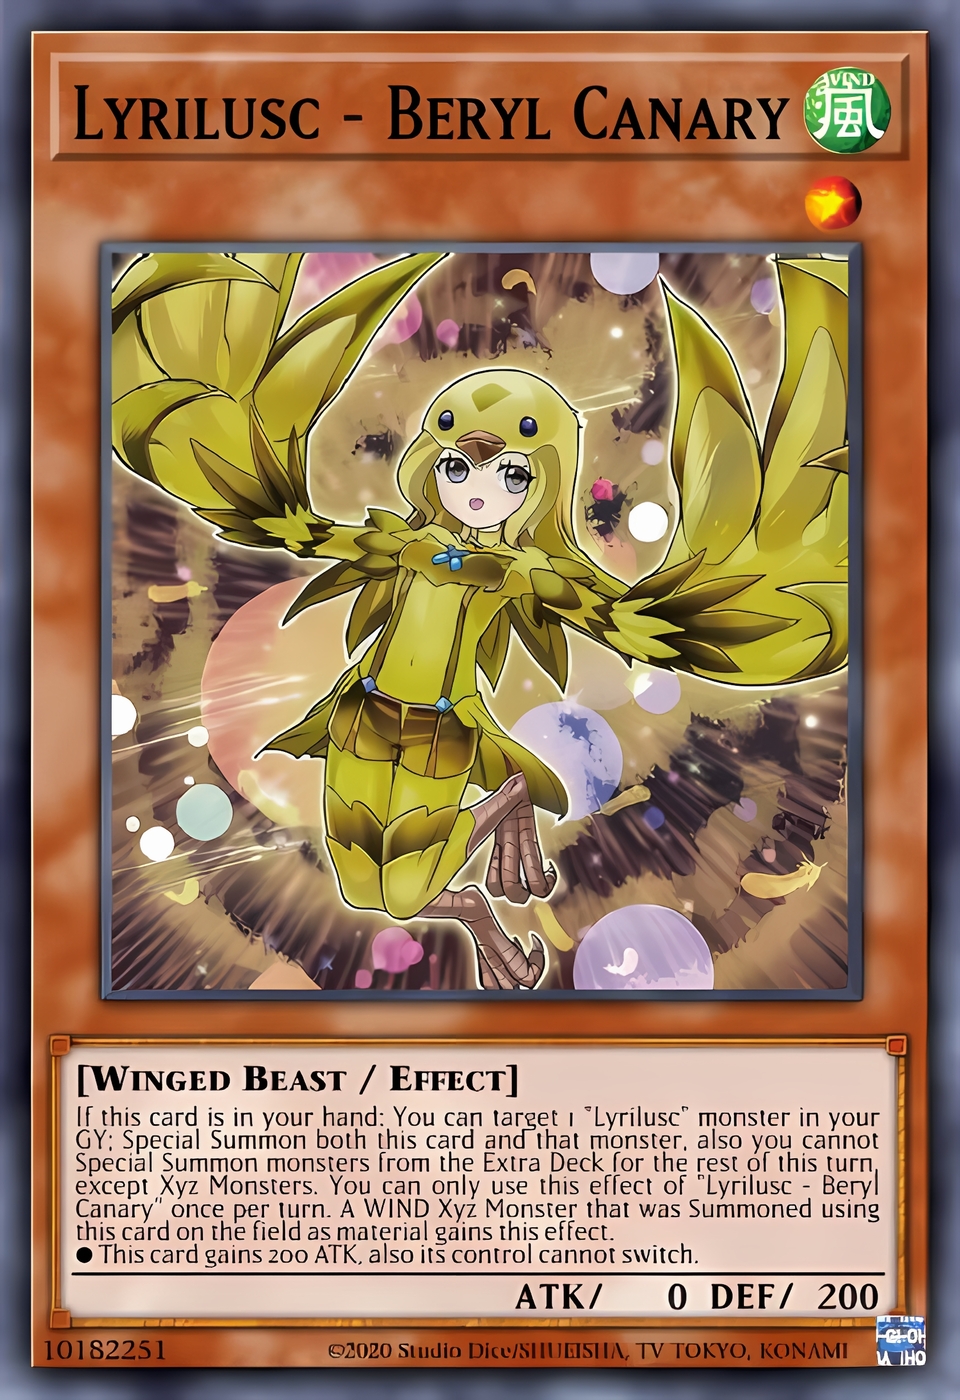 Lyrilusc - Beryl Canary
WIND
風
[Winged Beast / Effect]
If this card is in your hand: You can target 1 "Lyrilusc" monster in your
GY; Special Summon both this card and that monster, also you cannot
Special Summon monsters from the Extra Deck for the rest of this turn,
except Xyz Monsters. You can only use this effect of "Lyrilusc - Beryl
Canary" once per turn. A WIND Xyz Monster that was Summoned using
this card on the field as material gains this effect.
● This card gains 200 ATK, also its control cannot switch.
ATK/ 0 DEF/ 200
10182251 ©2020 Studio Dice/SHUEISHA, TV TOKYO, KONAMI